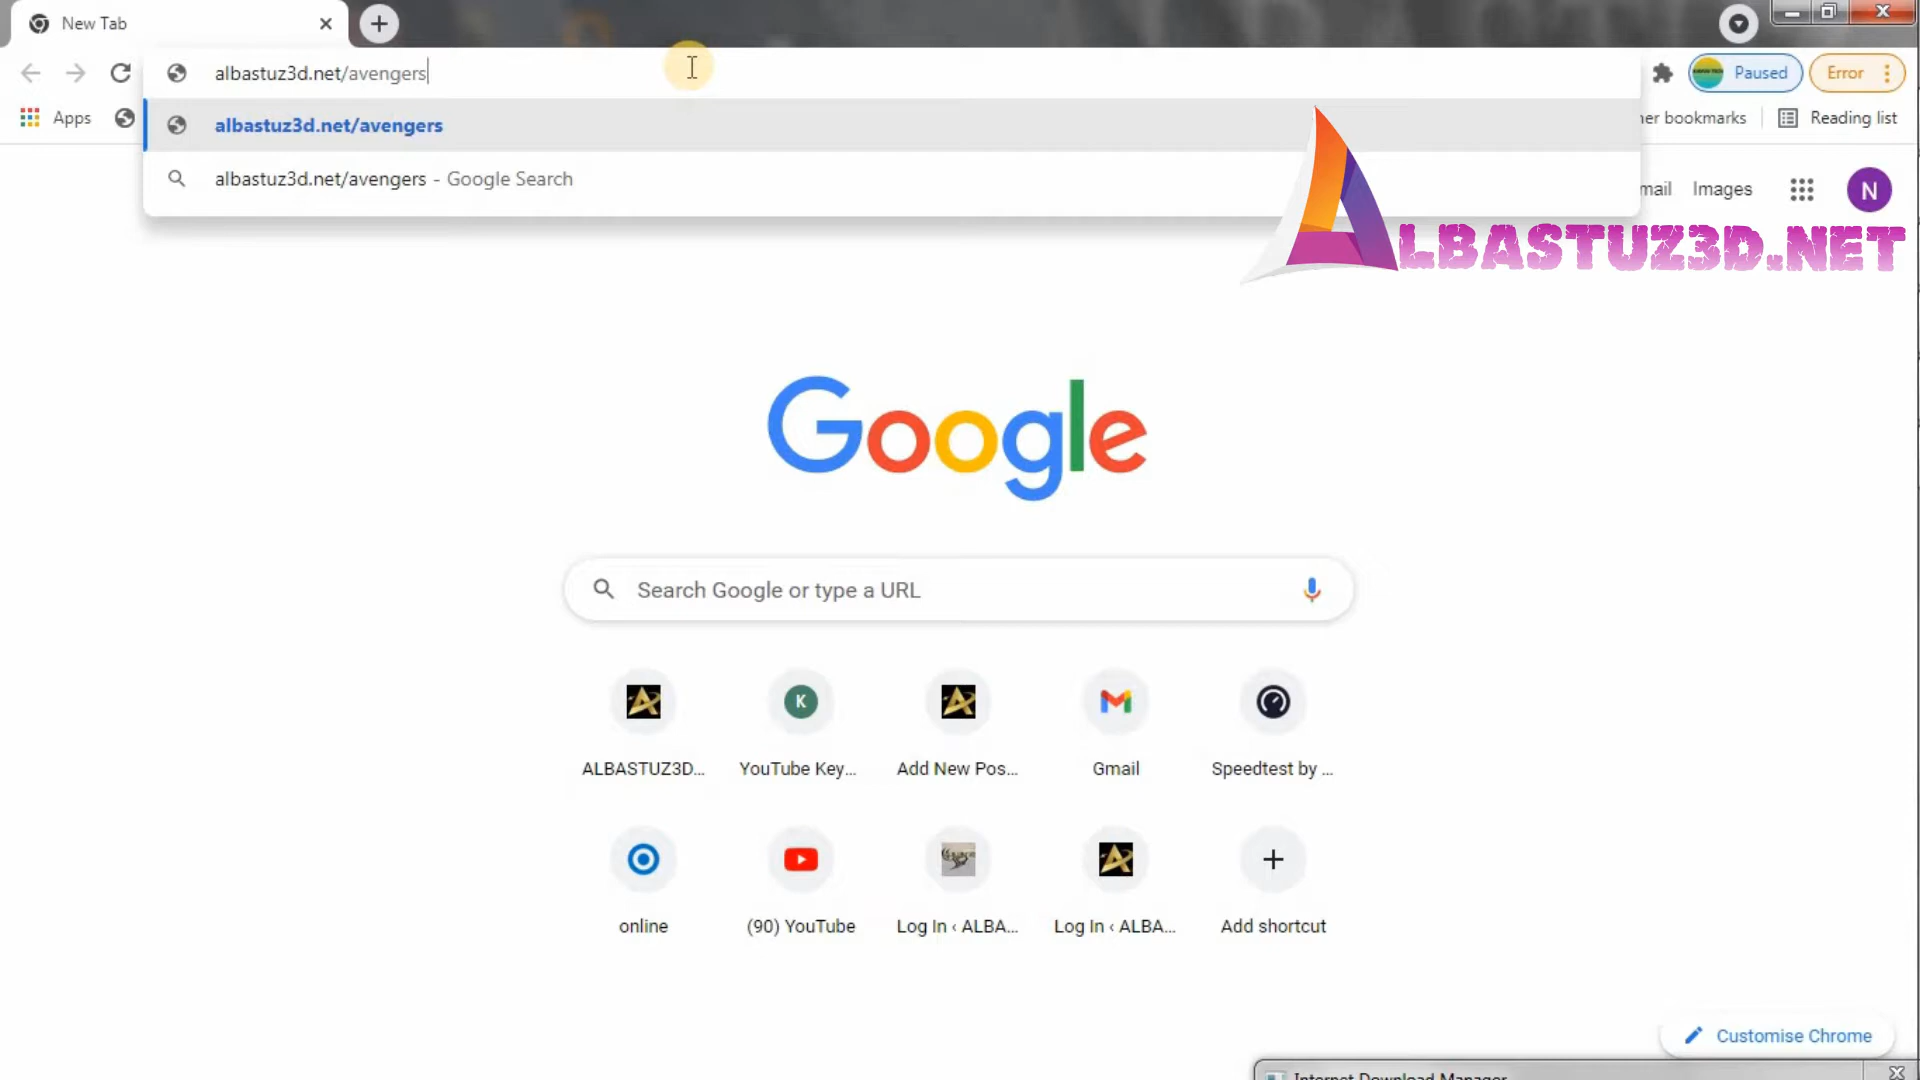 New Tab
albastuz3d.net/avengers
Paused
Error
albastuz3d.net/avengers
Apps
her bookmarks
Reading list
albastuz3d.net/avengers - Google Search
mail
Images
N
ALBASTUZ3D.NET
Google
Search Google or type a URL
K
ALBASTUZ3D...
YouTube Key...
Add New Pos...
Gmail
Speedtest by ...
online
(90) YouTube
Log In ‹ ALBA...
Log In ‹ ALBA...
Add shortcut
Customise Chrome
Internet Download Manager